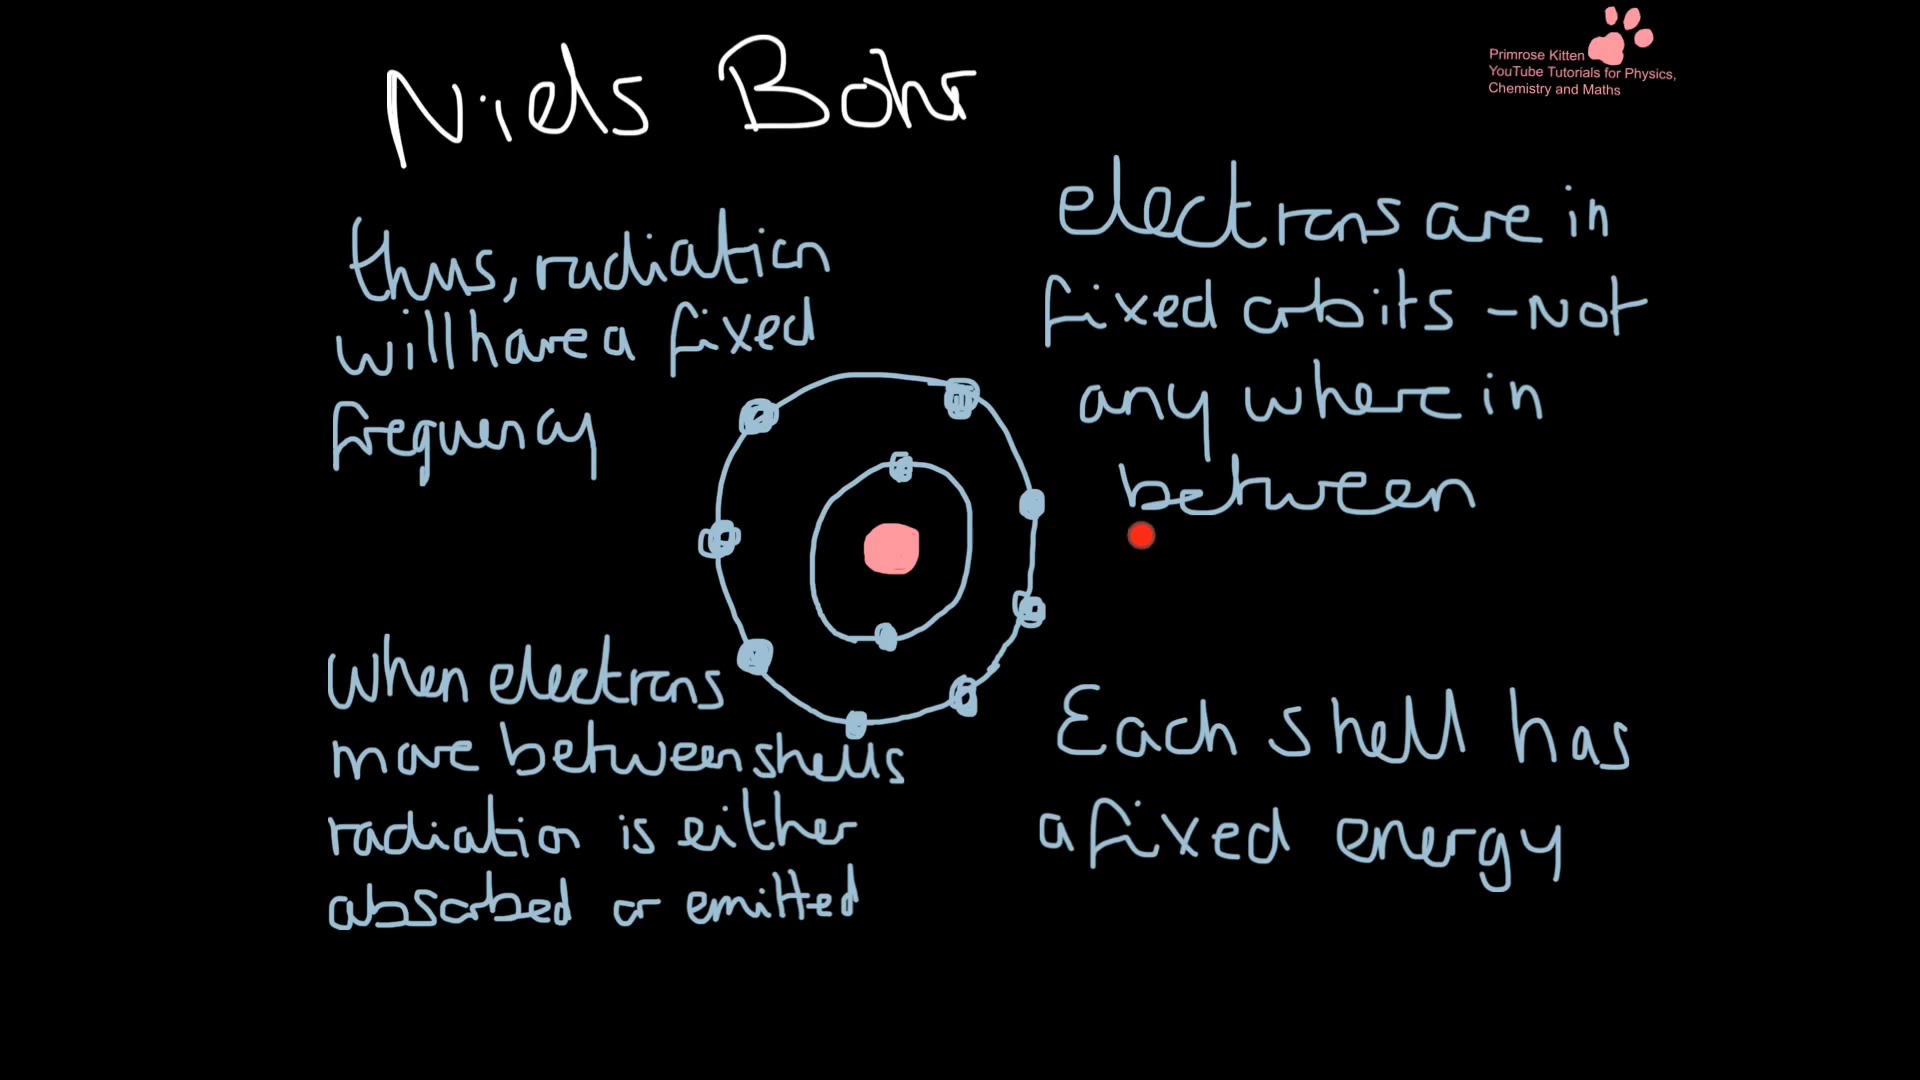 Niels Bohr
Primrose Kitten
YouTube Tutorials for Physics,
Chemistry and Maths
electrons are in
fixed orbits - Not
any where in
between
Each shell has
a fixed energy
When electrons
move between shells
radiation is either
absorbed or emitted
thus, radiation
will have a fixed
frequency